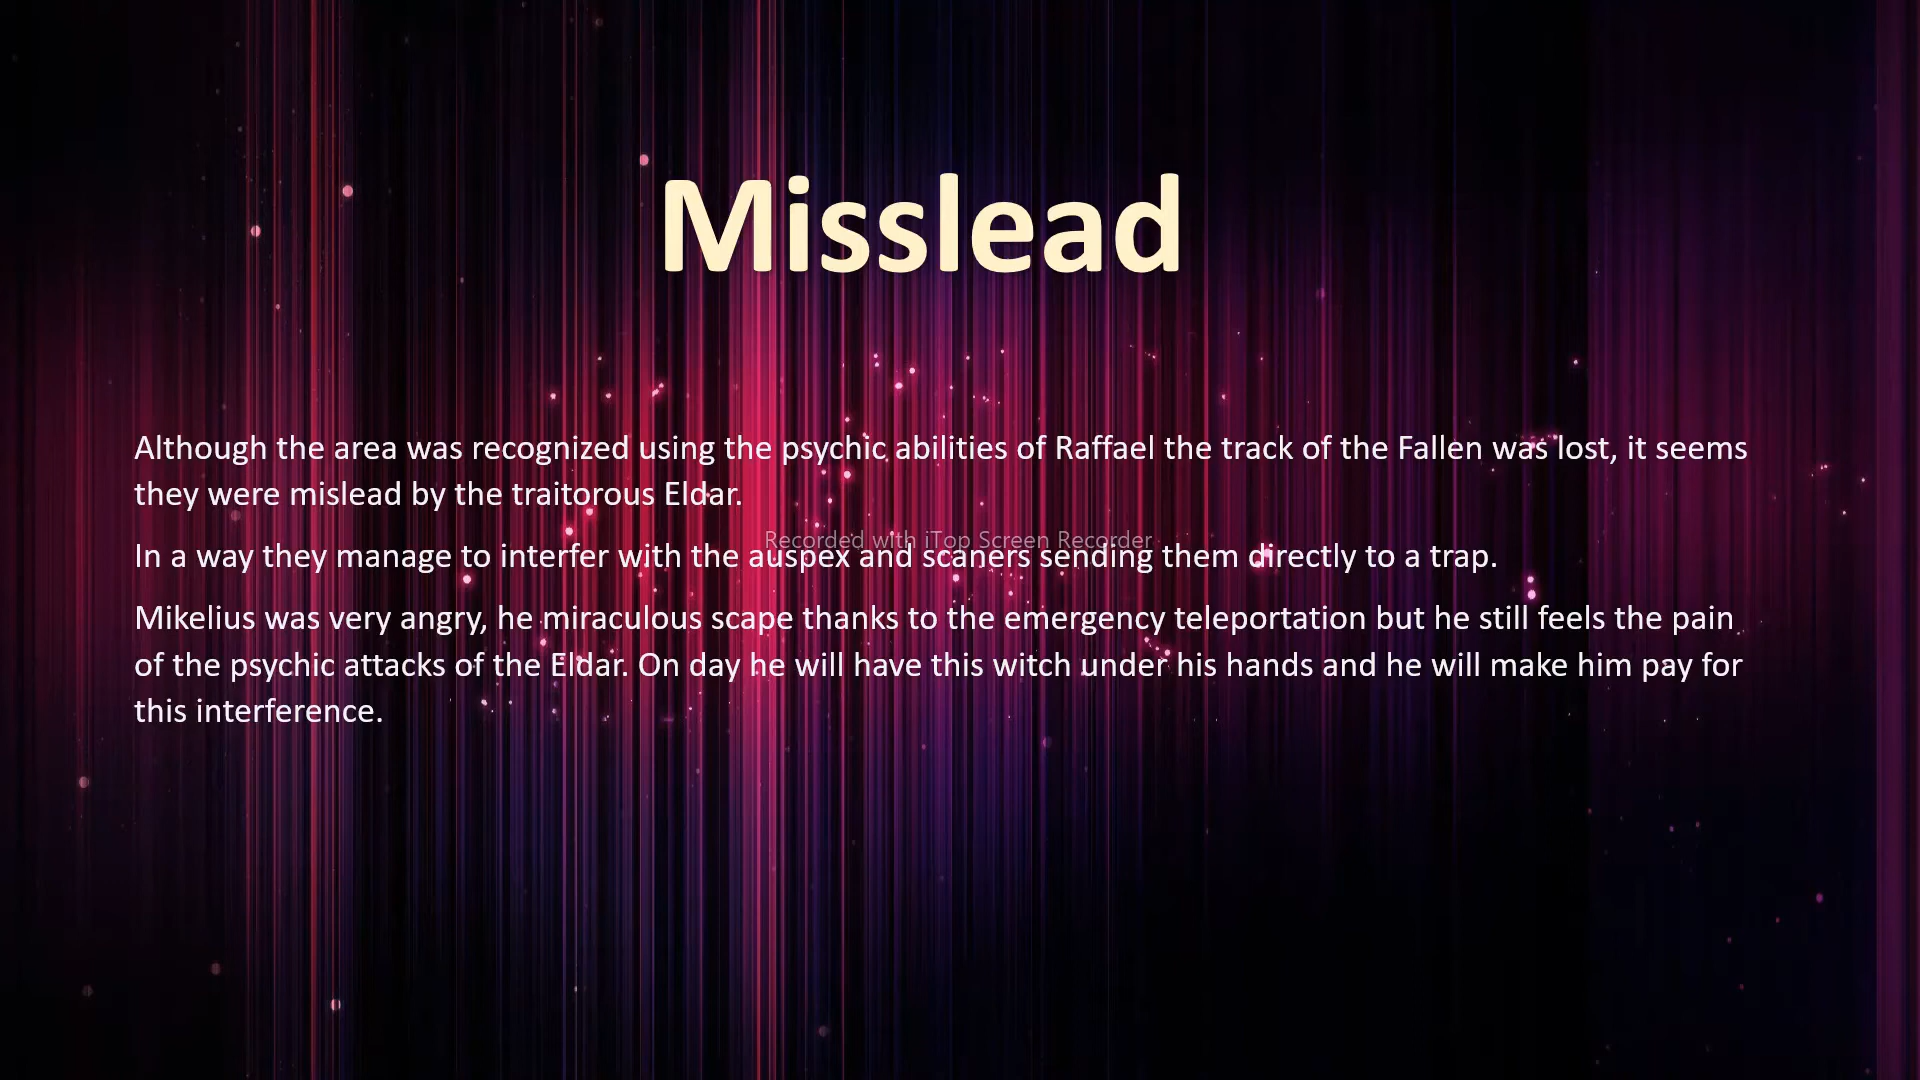 Misslead
Although the area was recognized using the psychic abilities of Raffael the track of the Fallen was lost, it seems
they were mislead by the traitorous Eldar.
Recorded with iTop Screen Recorder
In a way they manage to interfer with the auspex and scaners sending them directly to a trap.
Mikelius was very angry, he miraculous scape thanks to the emergency teleportation but he still feels the pain
of the psychic attacks of the Eldar. On day he will have this witch under his hands and he will make him pay for
this interference.